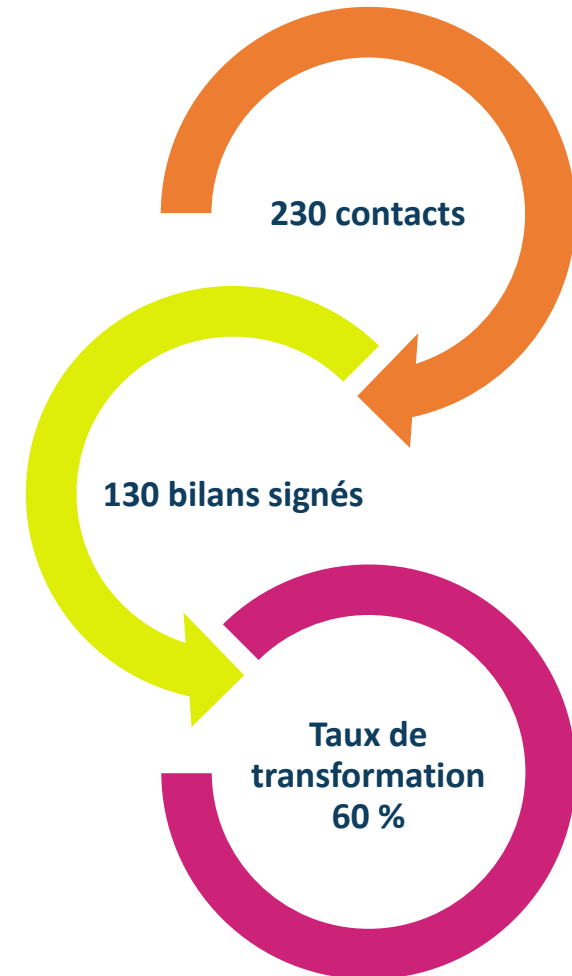 230 contacts
130 bilans signés
Taux de
transformation
60 %